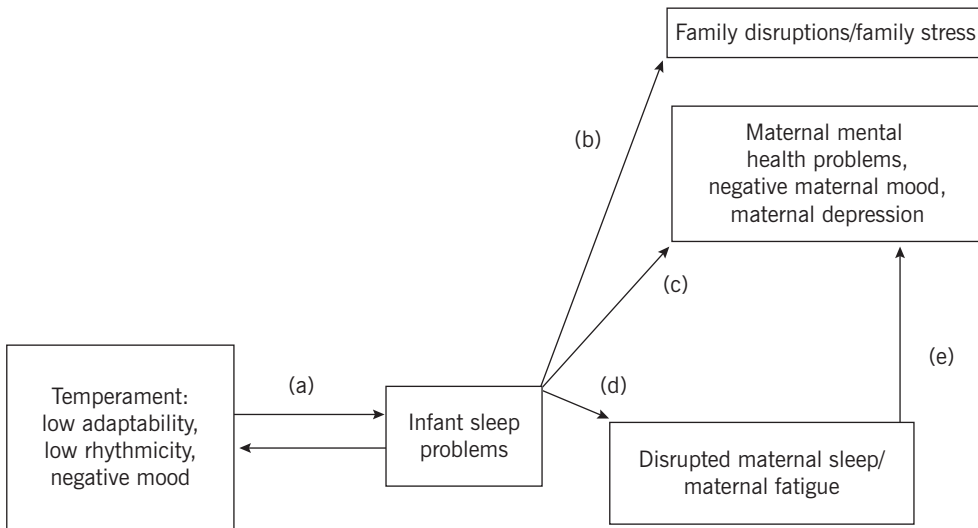 Family disruptions/family stress
Maternal mental
health problems,
negative maternal mood,
maternal depression
(b)
(c)
(e)
(a)
(d)
Temperament:
low adaptability,
low rhythmicity,
negative mood
Infant sleep
problems
Disrupted maternal sleep/
maternal fatigue